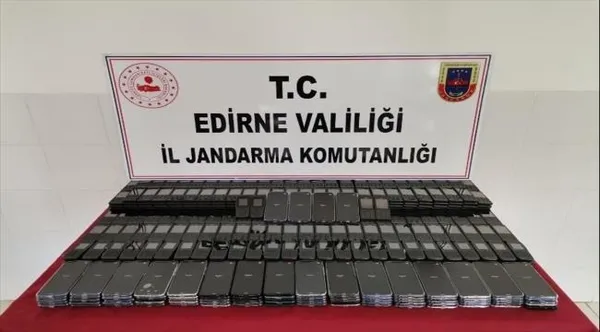 T.C.
EDİRNE VALİLİĞİ
İL JANDARMA KOMUTANLIĞI